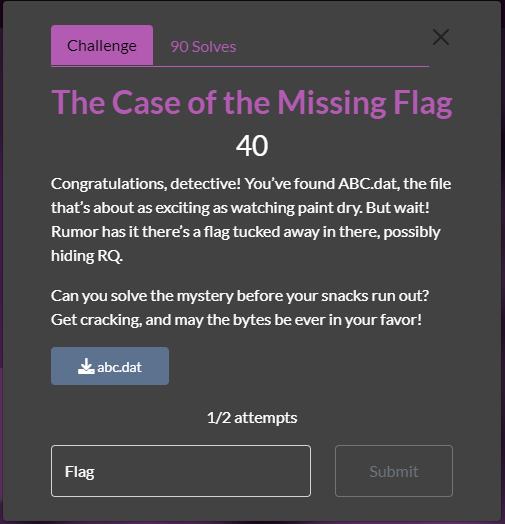 Challenge
90 Solves
The Case of the Missing Flag
40
Congratulations, detective! You've found ABC.dat, the file
that's about as exciting as watching paint dry. But wait!
Rumor has it there's a flag tucked away in there, possibly
hiding RQ.
Can you solve the mystery before your snacks run out?
Get cracking, and may the bytes be ever in your favor!
abc.dat
1/2 attempts
Flag
Submit